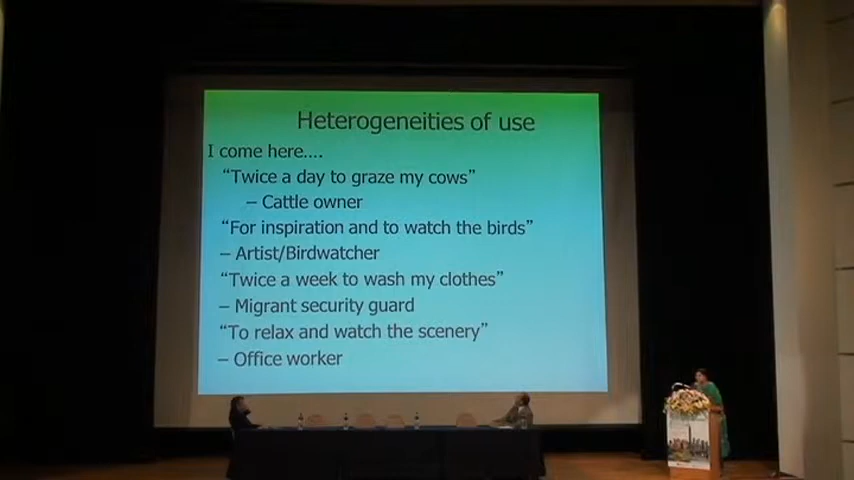 Heterogeneities of use
I come here....
“Twice a day to graze my cows”
– Cattle owner
“For inspiration and to watch the birds”
– Artist/Birdwatcher
“Twice a week to wash my clothes”
– Migrant security guard
“To relax and watch the scenery”
– Office worker